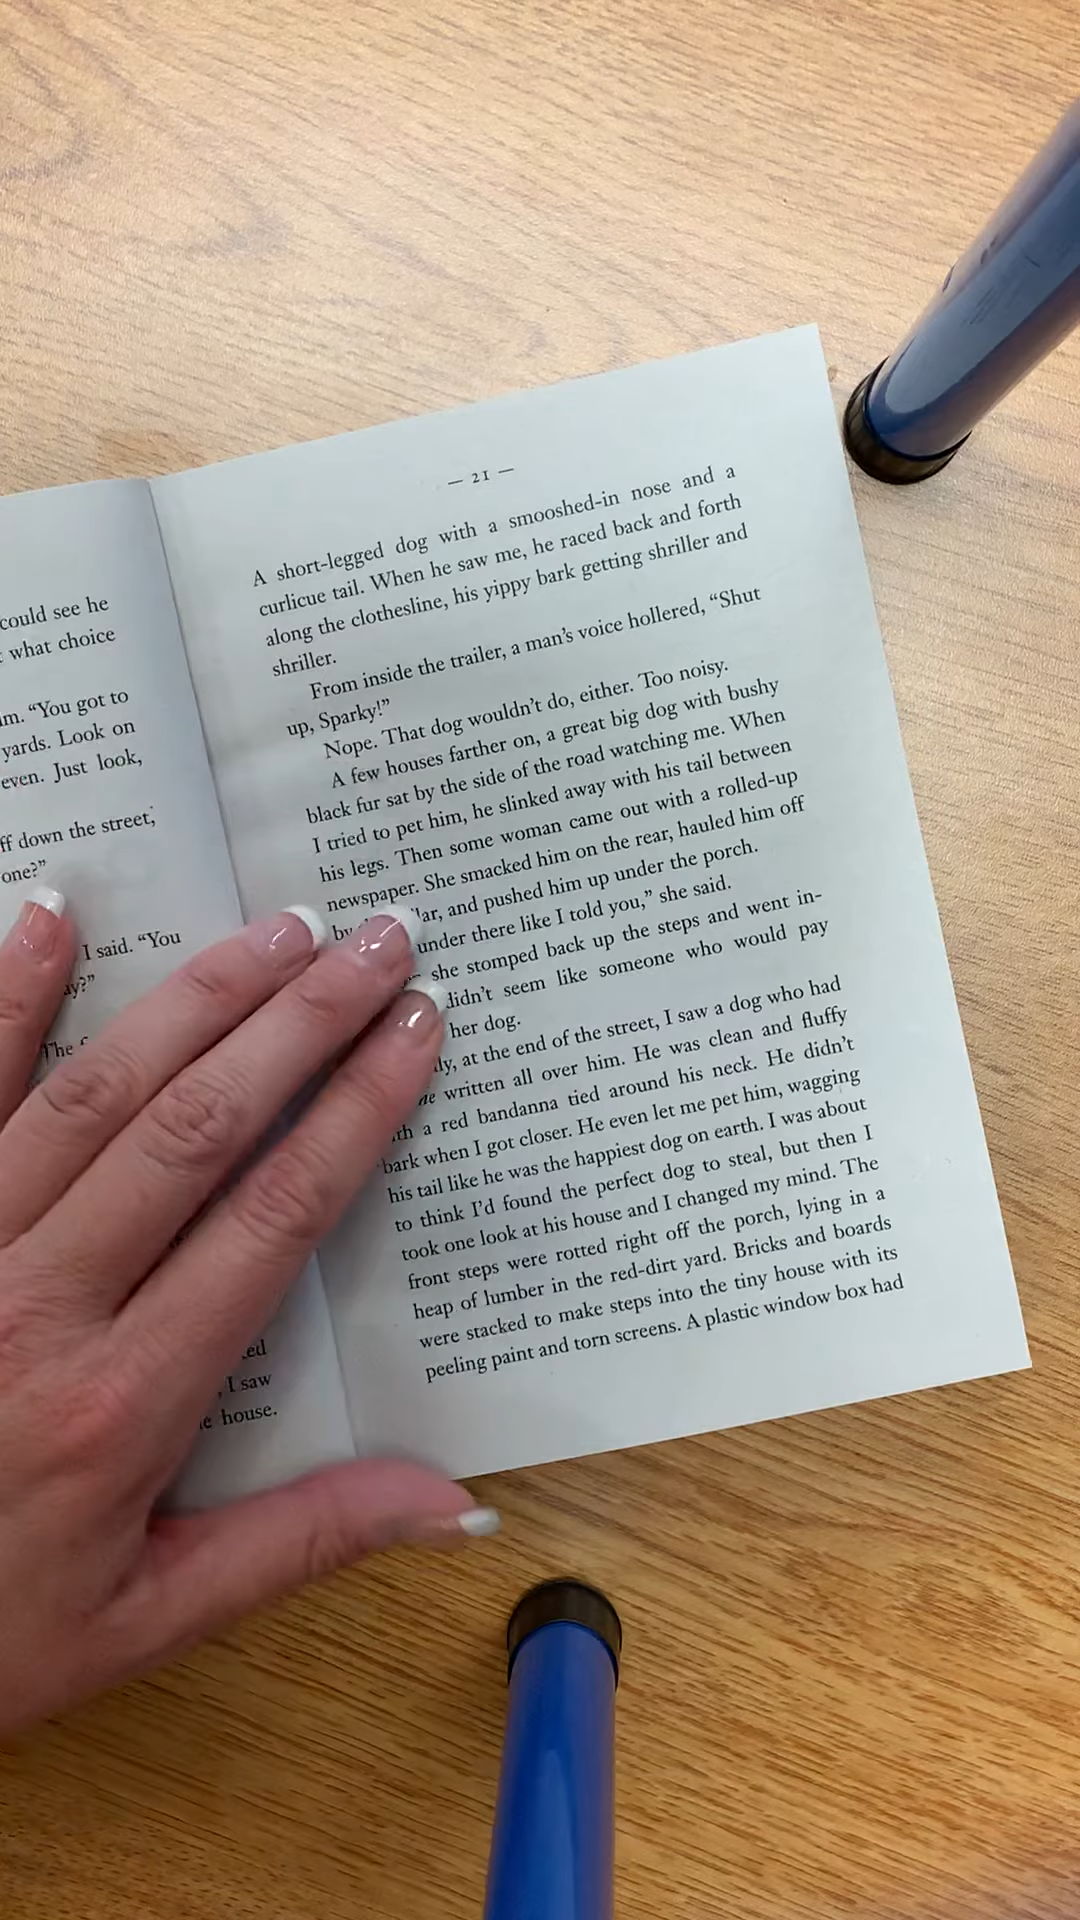 could see he
what choice
im. “You got to
yards. Look on
even. Just look,
ff down the street,
one?”
I said. “You
ay?”
The
ked
, I saw
house.
— 21 —
A short-legged dog with a smooshed-in nose and a
curlicue tail. When he saw me, he raced back and forth
along the clothesline, his yippy bark getting shriller and
shriller.
From inside the trailer, a man’s voice hollered, “Shut
up, Sparky!”
Nope. That dog wouldn’t do, either. Too noisy.
A few houses farther on, a great big dog with bushy
black fur sat by the side of the road watching me. When
I tried to pet him, he slinked away with his tail between
his legs. Then some woman came out with a rolled-up
newspaper. She smacked him on the rear, hauled him off
by lar, and pushed him up under the porch.
under there like I told you,” she said.
she stomped back up the steps and went in-
didn’t seem like someone who would pay
her dog.
ly, at the end of the street, I saw a dog who had
me written all over him. He was clean and fluffy
th a red bandanna tied around his neck. He didn’t
bark when I got closer. He even let me pet him, wagging
his tail like he was the happiest dog on earth. I was about
to think I’d found the perfect dog to steal, but then I
took one look at his house and I changed my mind. The
front steps were rotted right off the porch, lying in a
heap of lumber in the red-dirt yard. Bricks and boards
were stacked to make steps into the tiny house with its
peeling paint and torn screens. A plastic window box had